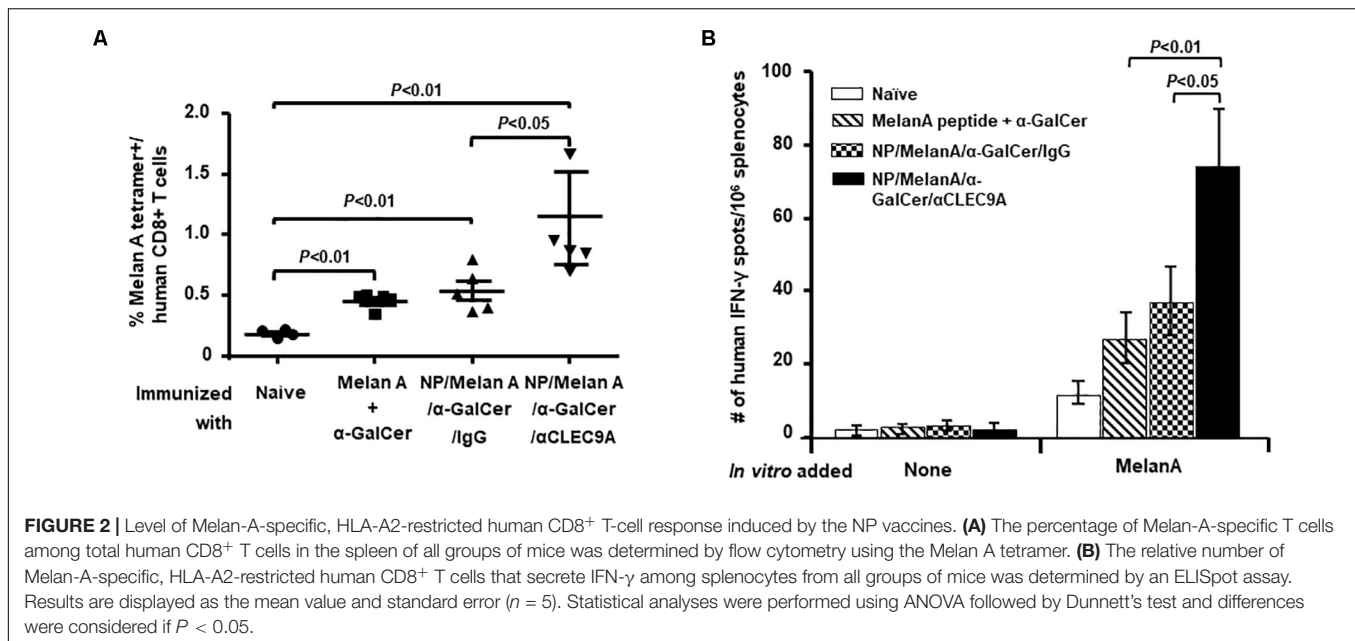 A
P<0.01
P<0.05
P<0.01
P<0.01
2.0
1.5
1.0
0.5
0
% Melan A tetramer+/
human CD8+ T cells
Immunized
with
Naive
Melan A
+
α-GalCer
NP/Melan A
/α-GalCer
/IgG
NP/Melan A
/α-GalCer
/αCLEC9A
B
P<0.01
P<0.05
100
80
60
40
20
0
# of human IFN-γ spots/10⁶ splenocytes
Naïve
MelanA peptide + α-GalCer
NP/MelanA/α-GalCer/IgG
NP/MelanA/α-
GalCer/αCLEC9A
In vitro added
None
MelanA
FIGURE 2 | Level of Melan-A-specific, HLA-A2-restricted human CD8⁺ T-cell response induced by the NP vaccines. (A) The percentage of Melan-A-specific T cells
among total human CD8⁺ T cells in the spleen of all groups of mice was determined by flow cytometry using the Melan A tetramer. (B) The relative number of
Melan-A-specific, HLA-A2-restricted human CD8⁺ T cells that secrete IFN-γ among splenocytes from all groups of mice was determined by an ELISpot assay.
Results are displayed as the mean value and standard error (n = 5). Statistical analyses were performed using ANOVA followed by Dunnett's test and differences
were considered if P < 0.05.